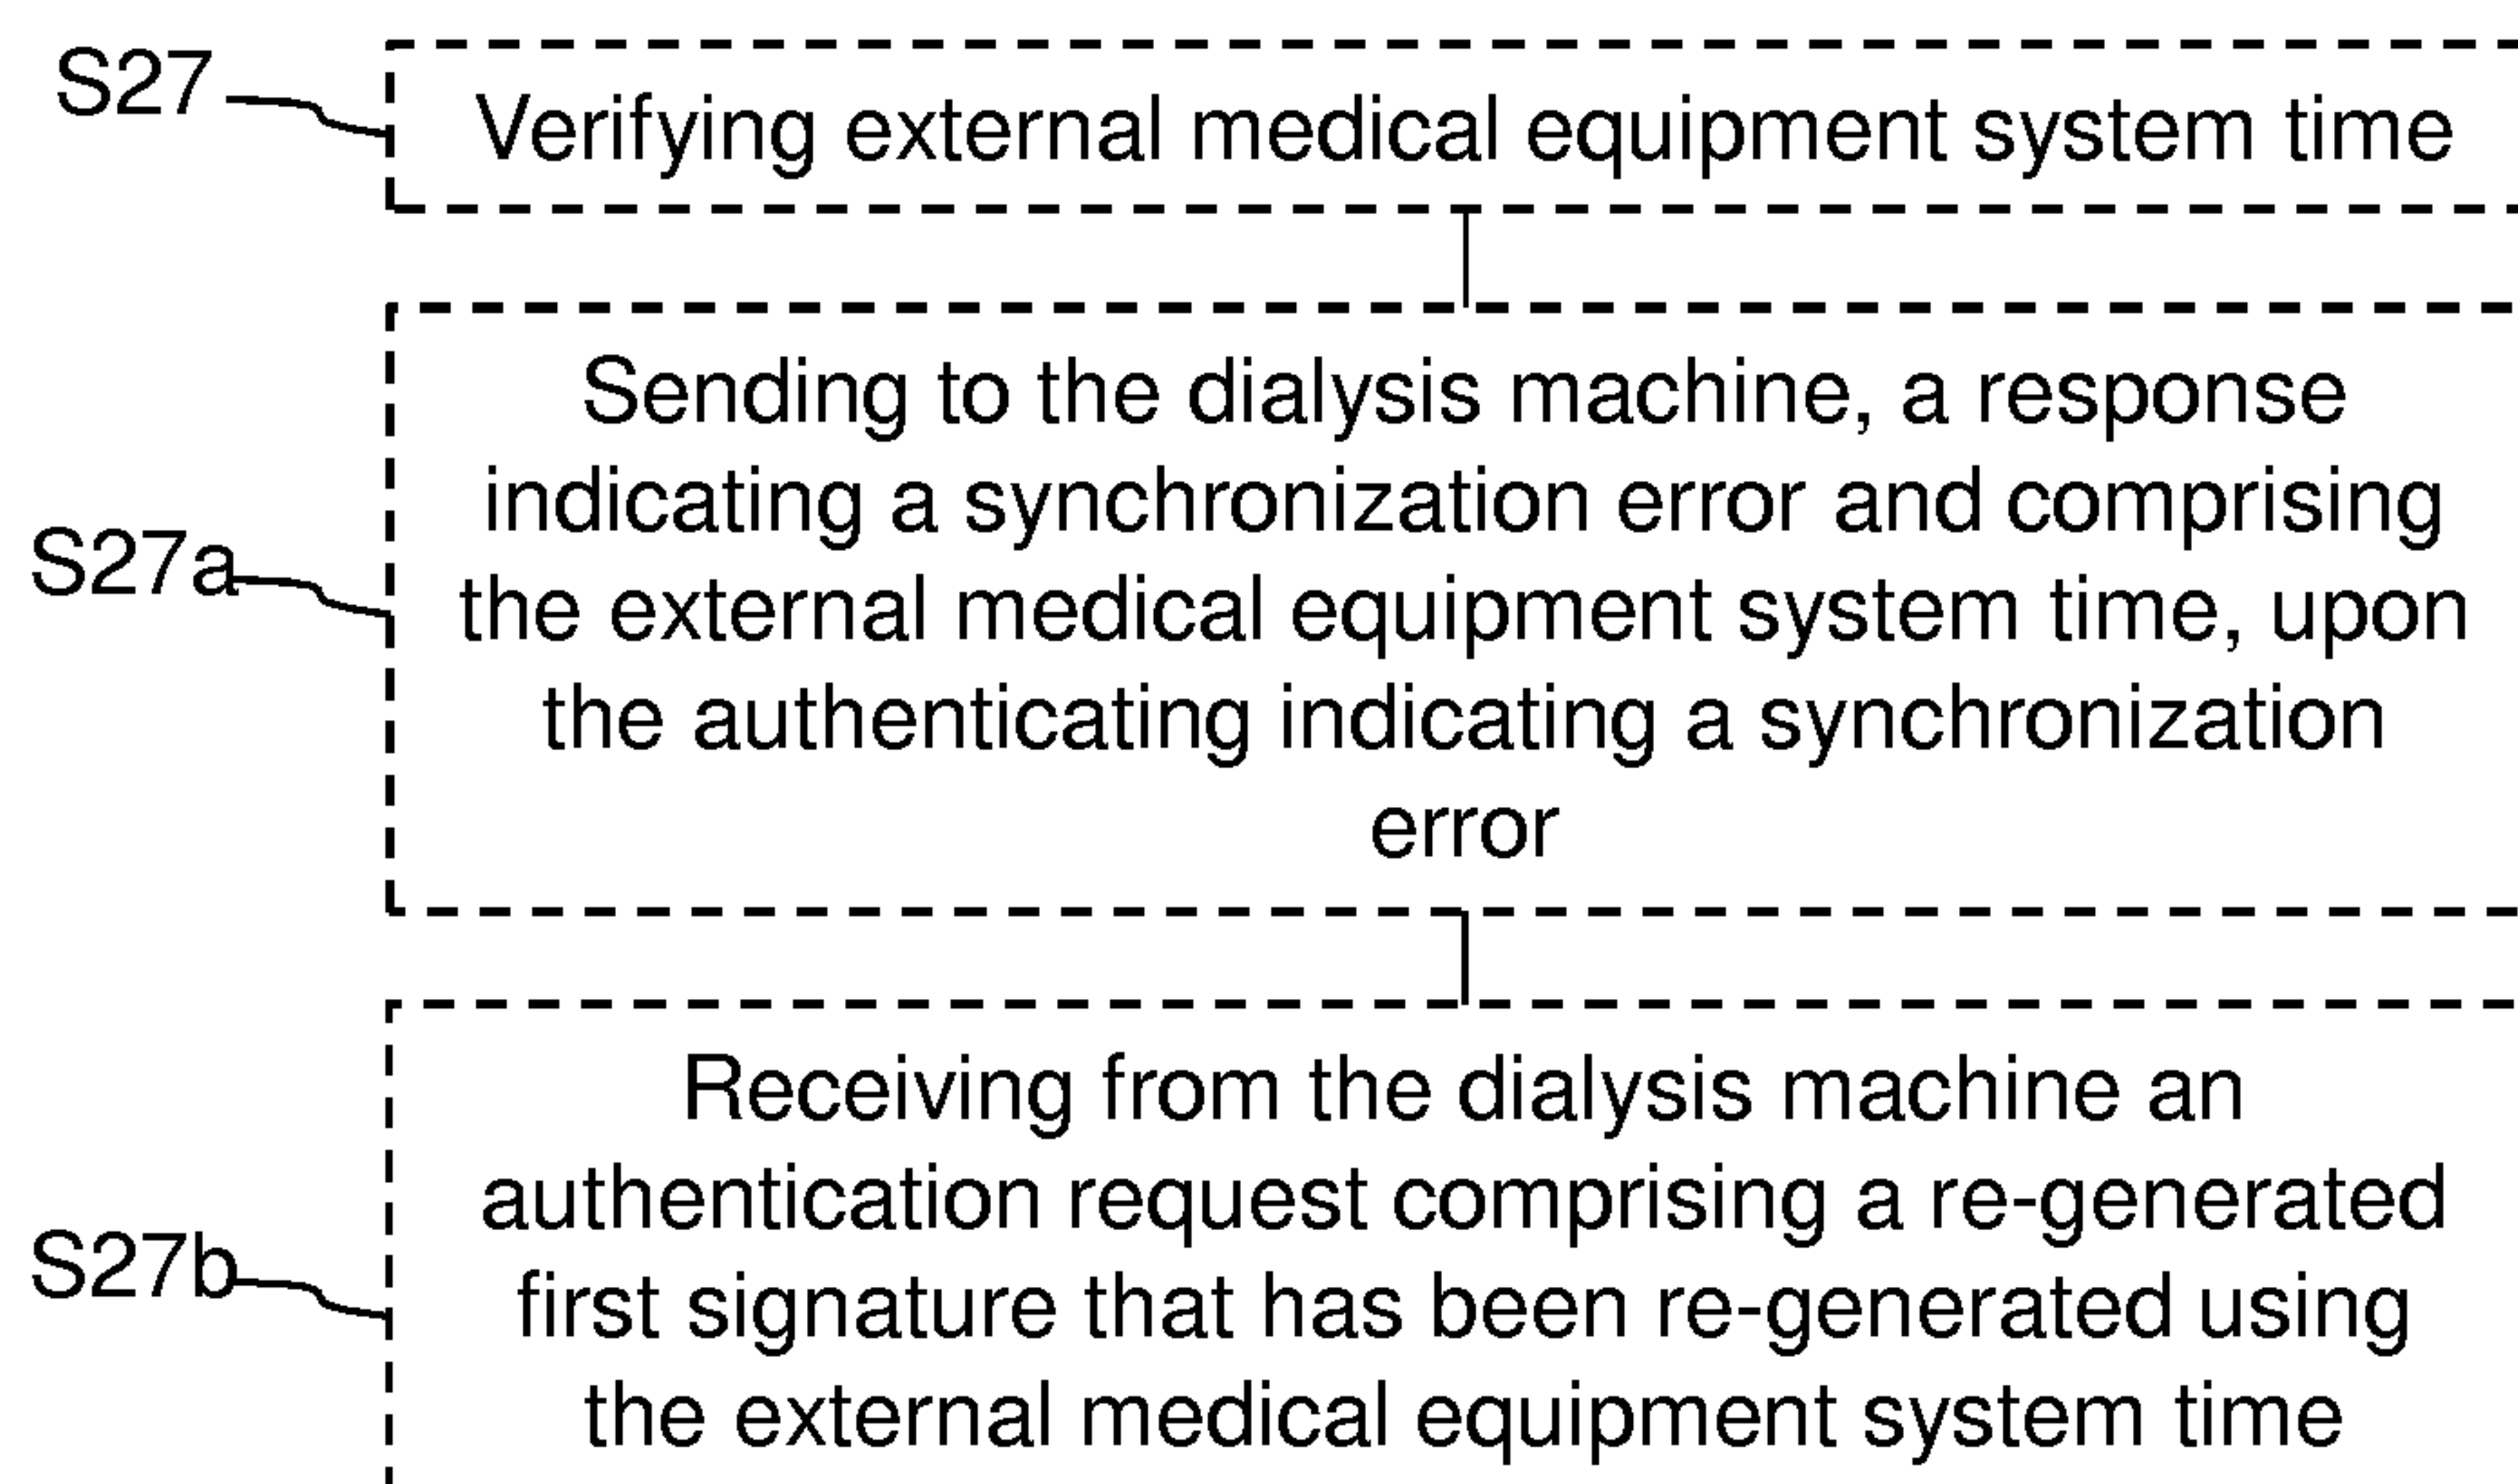 S27
Verifying external medical equipment system time
S27a
Sending to the dialysis machine, a response
indicating a synchronization error and comprising
the external medical equipment system time, upon
the authenticating indicating a synchronization
error
S27b
Receiving from the dialysis machine an
authentication request comprising a re-generated
first signature that has been re-generated using
the external medical equipment system time